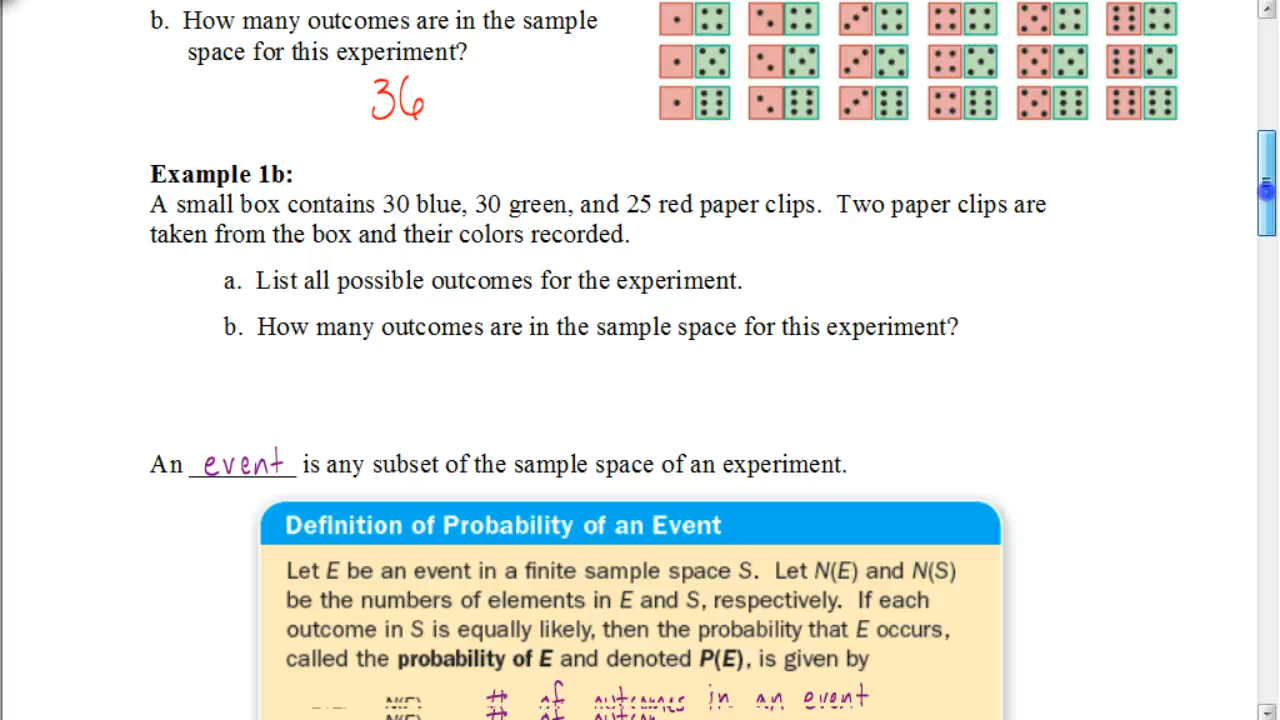 b. How many outcomes are in the sample
space for this experiment?
36
Example 1b:
A small box contains 30 blue, 30 green, and 25 red paper clips. Two paper clips are
taken from the box and their colors recorded.
a. List all possible outcomes for the experiment.
b. How many outcomes are in the sample space for this experiment?
An event is any subset of the sample space of an experiment.
Definition of Probability of an Event
Let E be an event in a finite sample space S. Let N(E) and N(S)
be the numbers of elements in E and S, respectively. If each
outcome in S is equally likely, then the probability that E occurs,
called the probability of E and denoted P(E), is given by
# of outcomes in an event
# of